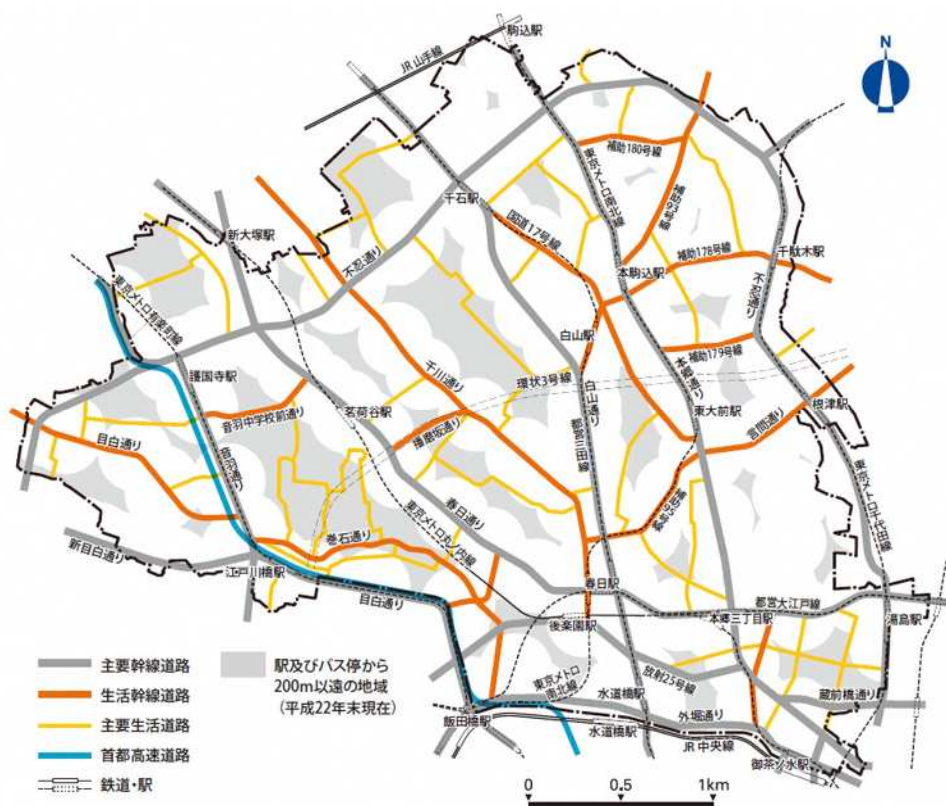 駒込駅
JR山手線
N
補助180号線
東京メトロ南北線
補助93号線
千石駅
国道17号線
新大塚駅
不忍通り
本駒込駅
補助178号線
千駄木駅
不忍通り
東京メトロ有楽町線
白山駅
補助179号線
護国寺駅
千川通り
環状3号線
白山通り
本郷通り
東大前駅
言問通り
根津駅
音羽中学校前通り
茗荷谷駅
播磨坂通り
都営三田線
目白通り
音羽通り
春日通り
東京メトロ千代田線
東京メトロ丸ノ内線
巻石通り
新目白通り
江戸川橋駅
目白通り
春日駅
都営大江戸線
本郷三丁目駅
湯島駅
後楽園駅
放射25号線
東京メトロ
南北線
水道橋駅
蔵前橋通り
外堀通り
飯田橋駅
水道橋駅
JR中央線
御茶ノ水駅
主要幹線道路
生活幹線道路
主要生活道路
首都高速道路
鉄道・駅
駅及びバス停から
200m以遠の地域
(平成22年末現在)
0 0.5 1km